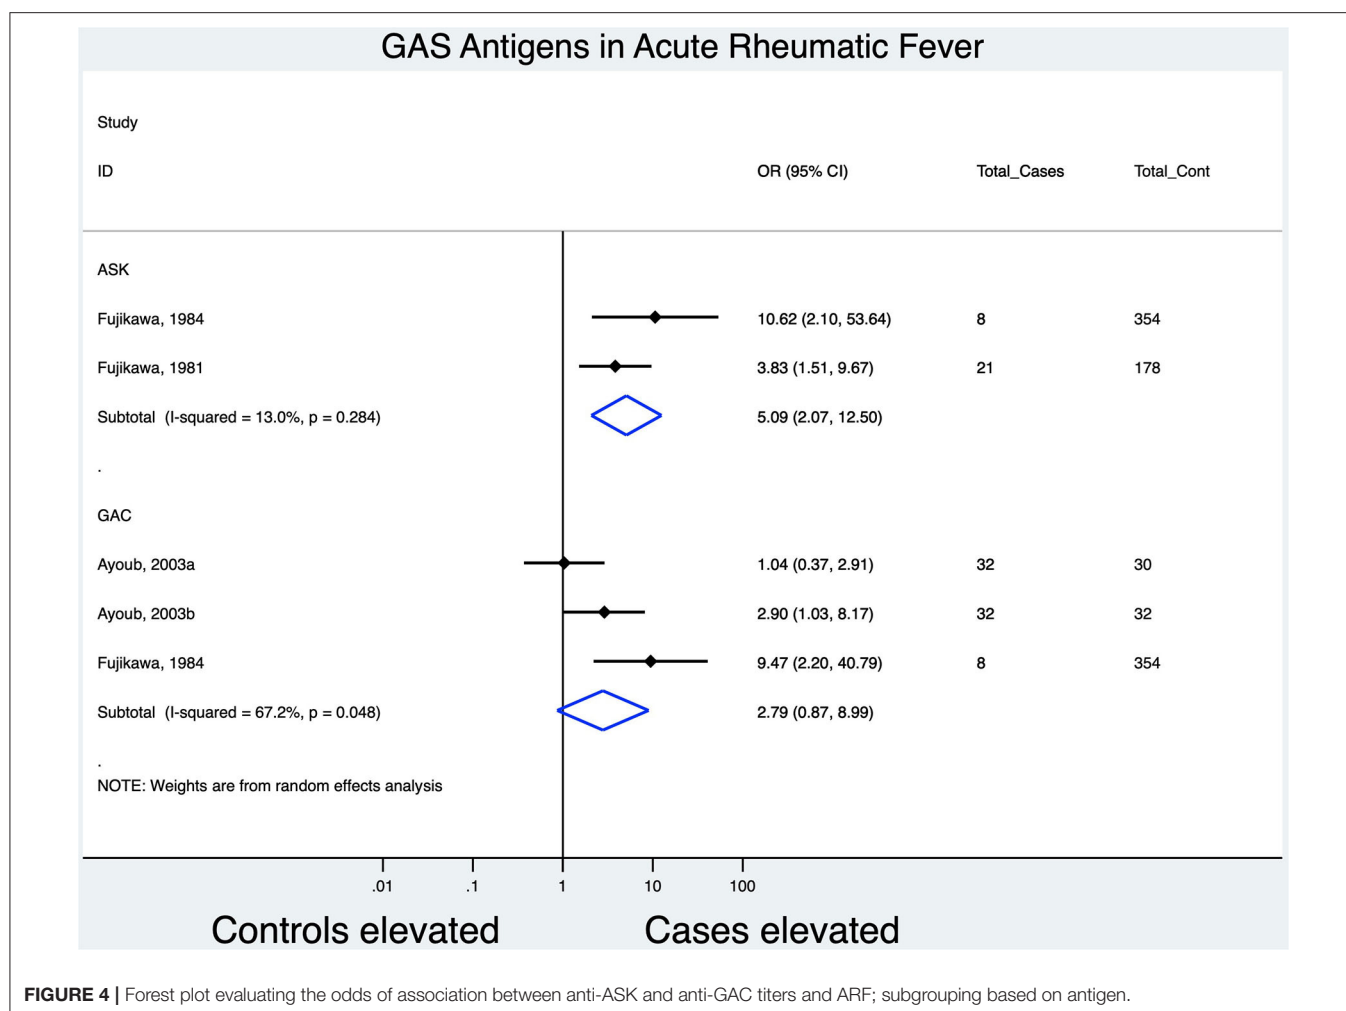 GAS Antigens in Acute Rheumatic Fever
Study
ID OR (95% CI) Total_Cases Total_Cont
ASK
Fujikawa, 1984 10.62 (2.10, 53.64) 8 354
Fujikawa, 1981 3.83 (1.51, 9.67) 21 178
Subtotal (I-squared = 13.0%, p = 0.284) 5.09 (2.07, 12.50)
.
GAC
Ayoub, 2003a 1.04 (0.37, 2.91) 32 30
Ayoub, 2003b 2.90 (1.03, 8.17) 32 32
Fujikawa, 1984 9.47 (2.20, 40.79) 8 354
Subtotal (I-squared = 67.2%, p = 0.048) 2.79 (0.87, 8.99)
.
NOTE: Weights are from random effects analysis
.01 .1 1 10 100
Controls elevated Cases elevated
FIGURE 4 | Forest plot evaluating the odds of association between anti-ASK and anti-GAC titers and ARF; subgrouping based on antigen.